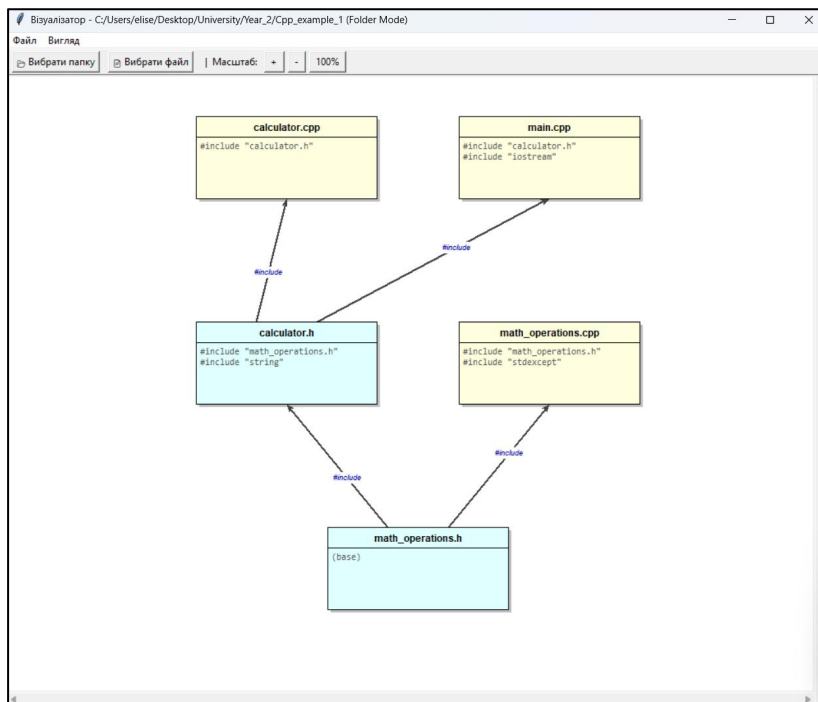 Візуалізатор - C:/Users/elise/Desktop/University/Year_2/Cpp_example_1 (Folder Mode)
Файл Вигляд
Вибрати папку Вибрати файл | Масштаб: + - 100%
calculator.cpp
#include "calculator.h"
main.cpp
#include "calculator.h"
#include "iostream"
#include
#include
calculator.h
#include "math_operations.h"
#include "string"
math_operations.cpp
#include "math_operations.h"
#include "stdexcept"
#include
#include
math_operations.h
(base)